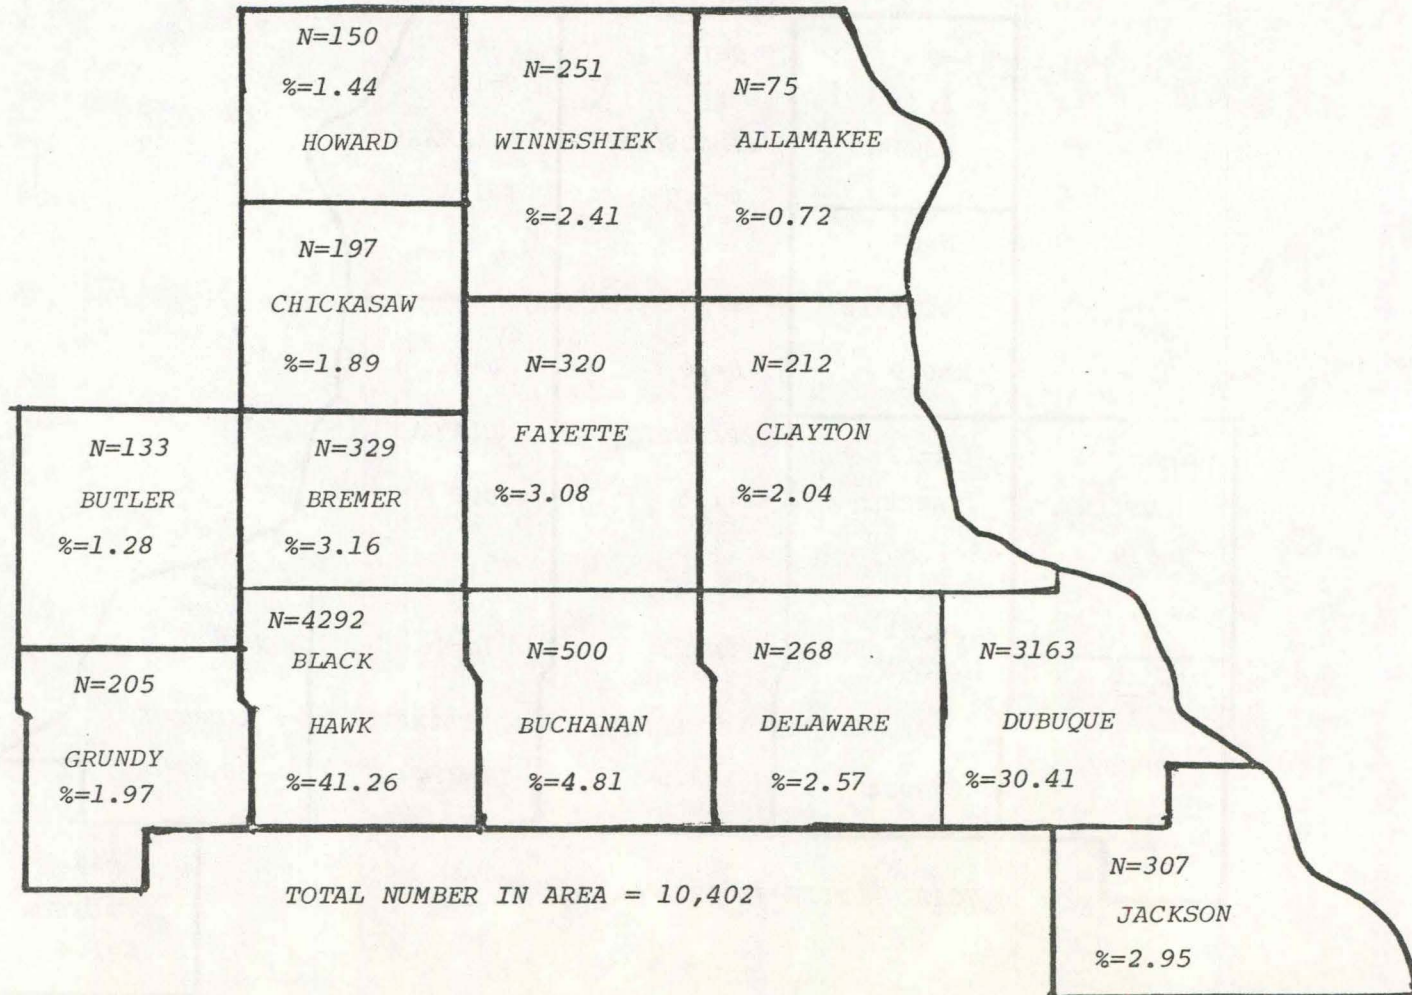 N=150
%=1.44
HOWARD
N=251
WINNESHIEK
%=2.41
N=75
ALLAMAKEE
%=0.72
N=197
CHICKASAW
%=1.89
N=320
FAYETTE
%=3.08
N=212
CLAYTON
%=2.04
N=133
BUTLER
%=1.28
N=329
BREMER
%=3.16
N=205
GRUNDY
%=1.97
N=4292
BLACK
HAWK
%=41.26
N=500
BUCHANAN
%=4.81
N=268
DELAWARE
%=2.57
N=3163
DUBUQUE
%=30.41
N=307
JACKSON
%=2.95
TOTAL NUMBER IN AREA = 10,402